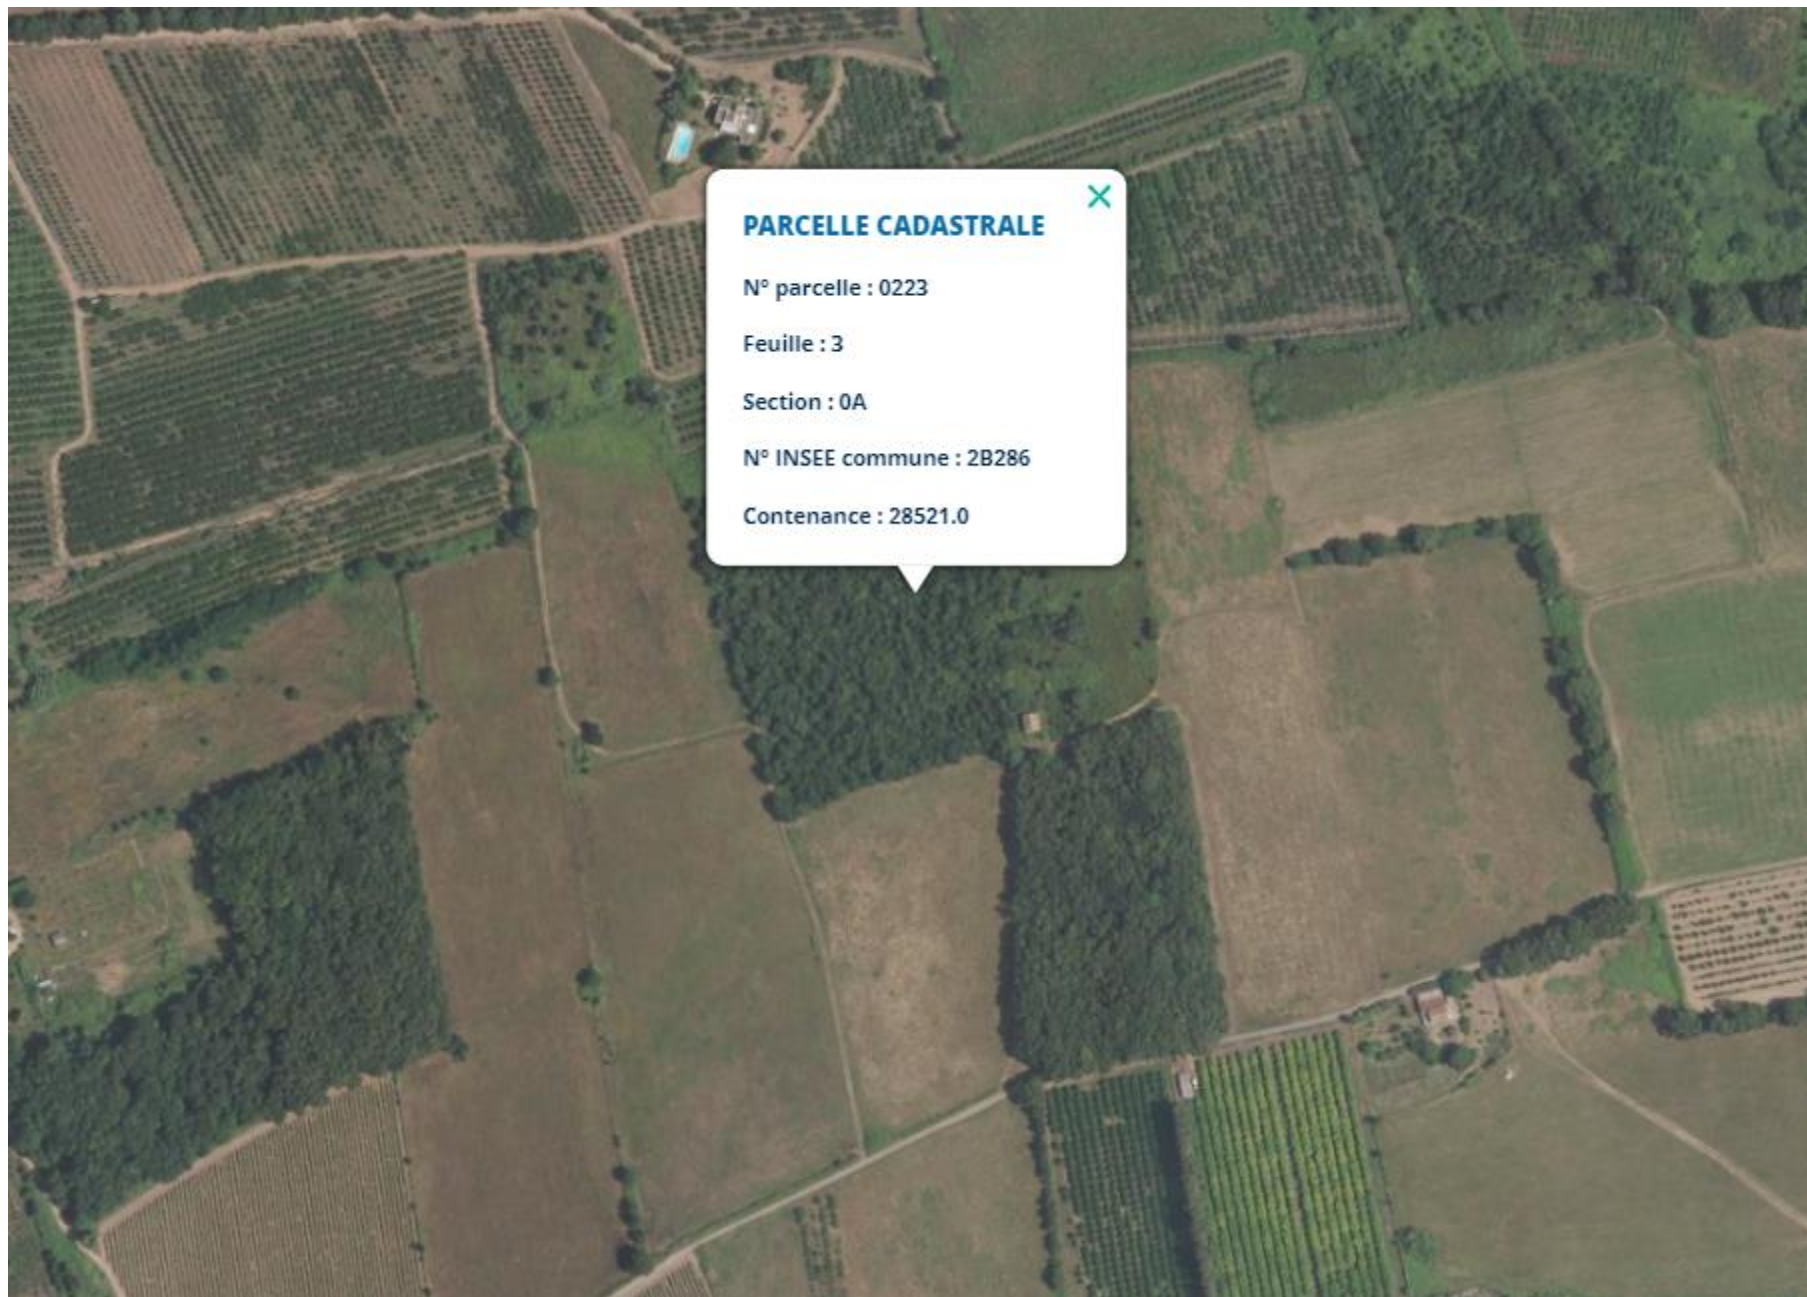 PARCELLE CADASTRALE
N° parcelle : 0223
Feuille : 3
Section : 0A
N° INSEE commune : 2B286
Contenance : 28521.0